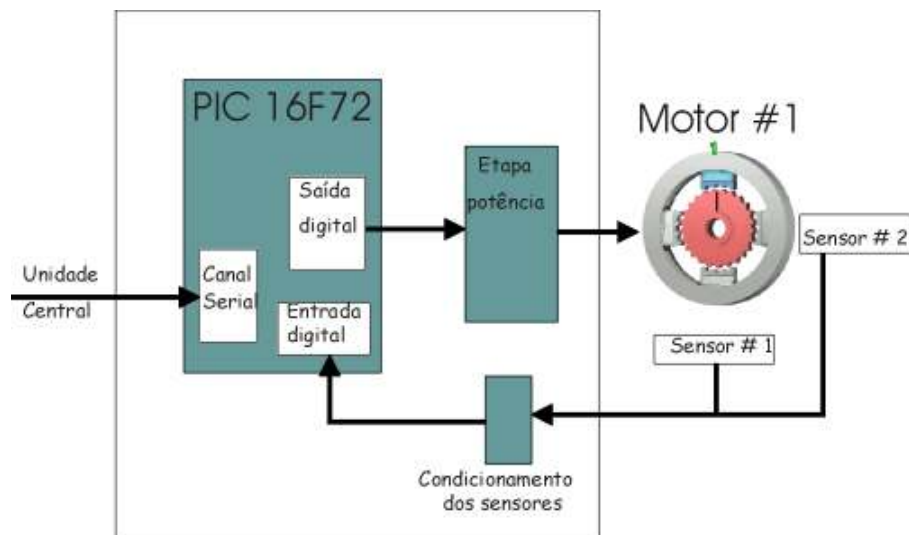 PIC 16F72
Motor #1
Etapa
potência
Saída
digital
Sensor # 2
Unidade
Central
Canal
Serial
Entrada
digital
Sensor # 1
Condicionamento
dos sensores